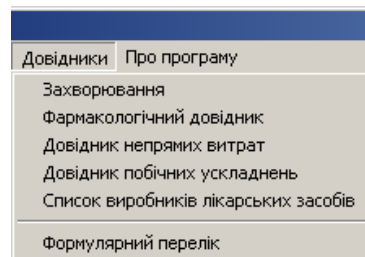 Довідники Про програму
Захворювання
Фармакологічний довідник
Довідник непрямих витрат
Довідник побічних ускладнень
Список виробників лікарських засобів
Формулярний перелік